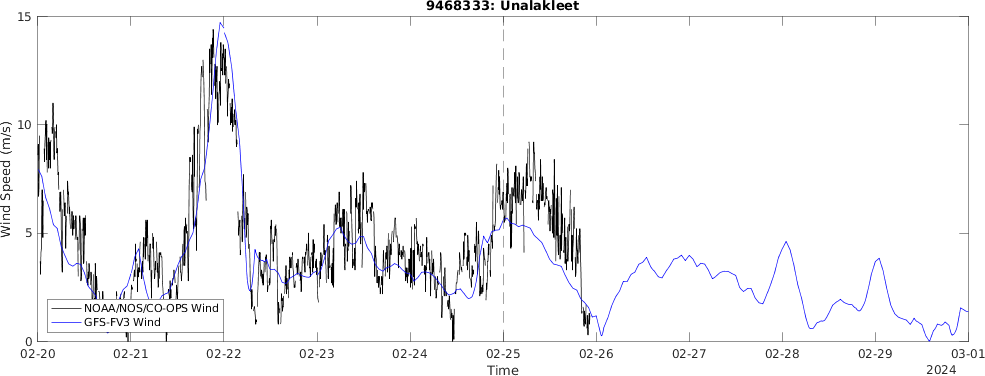 9468333: Unalakleet
Wind Speed (m/s)
15
10
5
0
NOAA/NOS/CO-OPS Wind
GFS-FV3 Wind
02-20 02-21 02-22 02-23 02-24 02-25 02-26 02-27 02-28 02-29 03-01
Time
2024